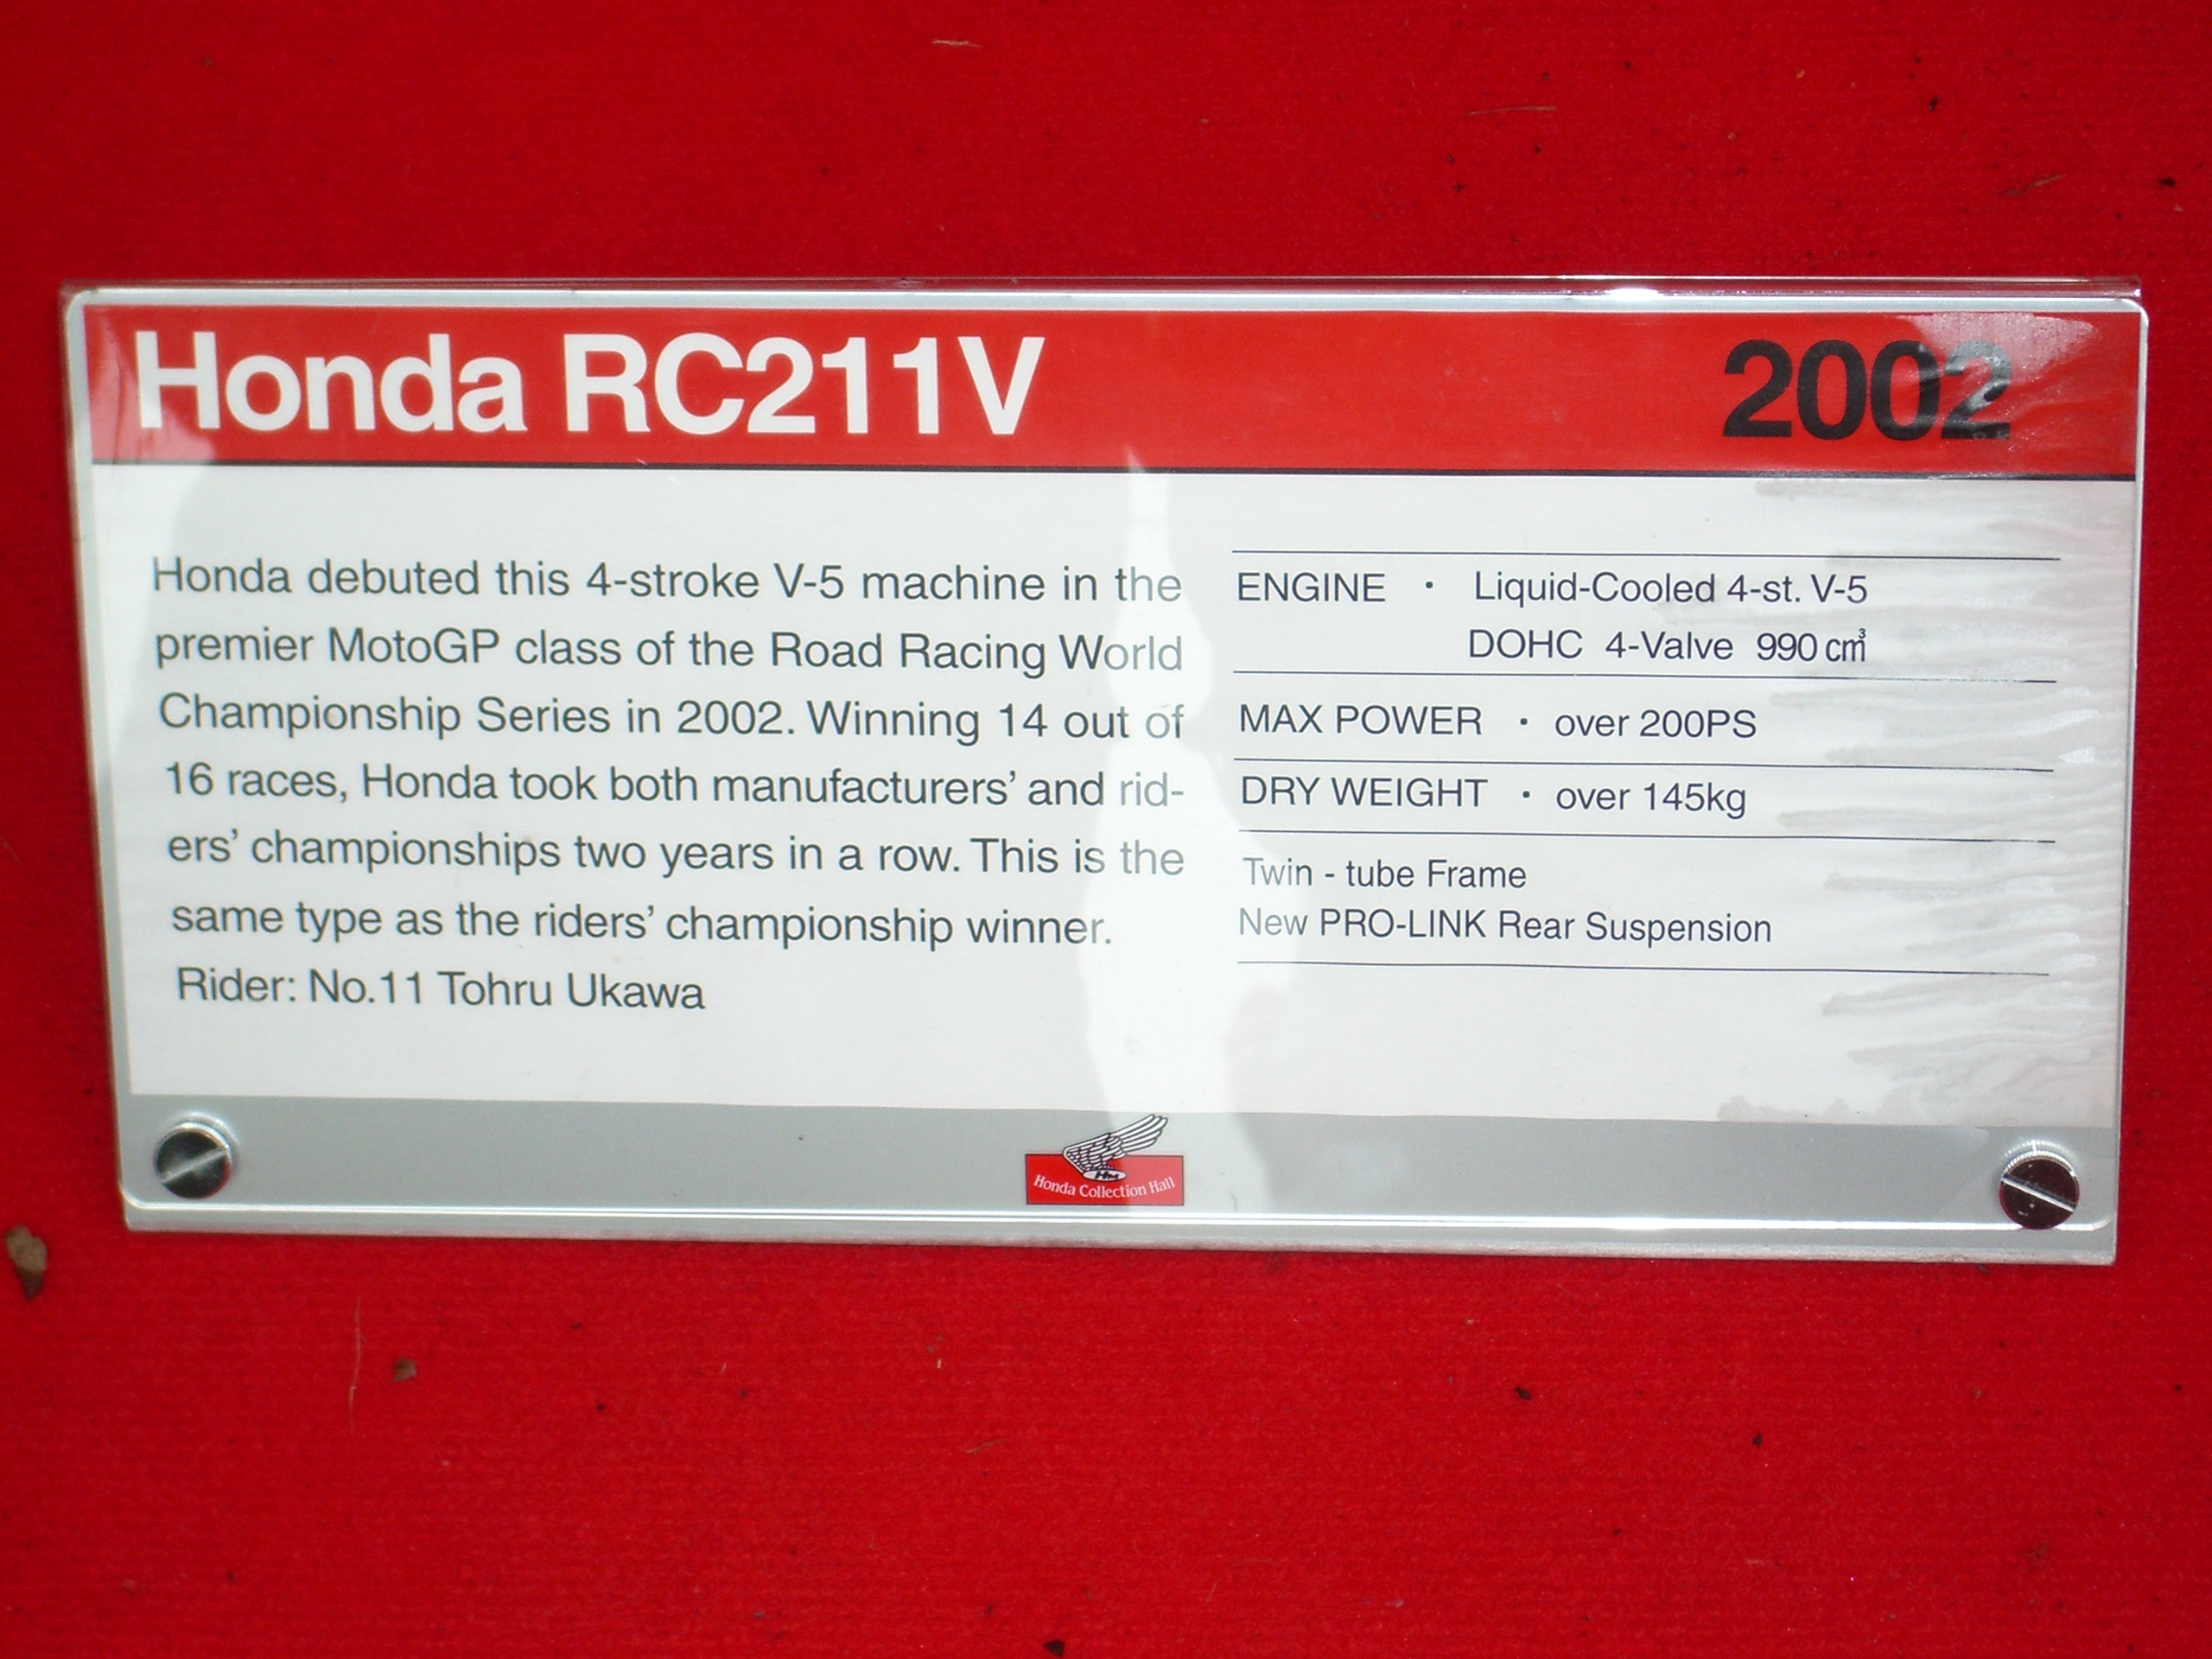 Honda RC211V 2002
Honda debuted this 4-stroke V-5 machine in the
premier MotoGP class of the Road Racing World
Championship Series in 2002. Winning 14 out of
16 races, Honda took both manufacturers' and rid-
ers' championships two years in a row. This is the
same type as the riders' championship winner.
Rider: No.11 Tohru Ukawa
ENGINE · Liquid-Cooled 4-st. V-5
DOHC 4-Valve 990 cm³
MAX POWER · over 200PS
DRY WEIGHT · over 145kg
Twin - tube Frame
New PRO-LINK Rear Suspension
Honda Collection Hall